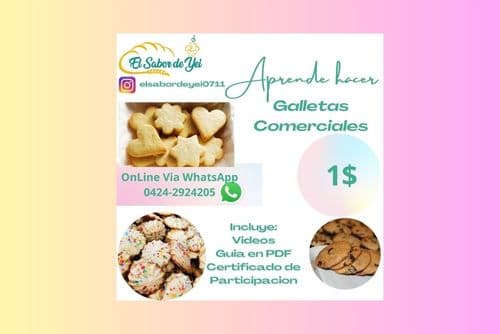 El Sabor de Yei
elsabordeyei0711
Aprende hacer
Galletas
Comerciales
OnLine Via WhatsApp
0424-2924205
1$
Incluye:
Videos
Guia en PDF
Certificado de
Participacion